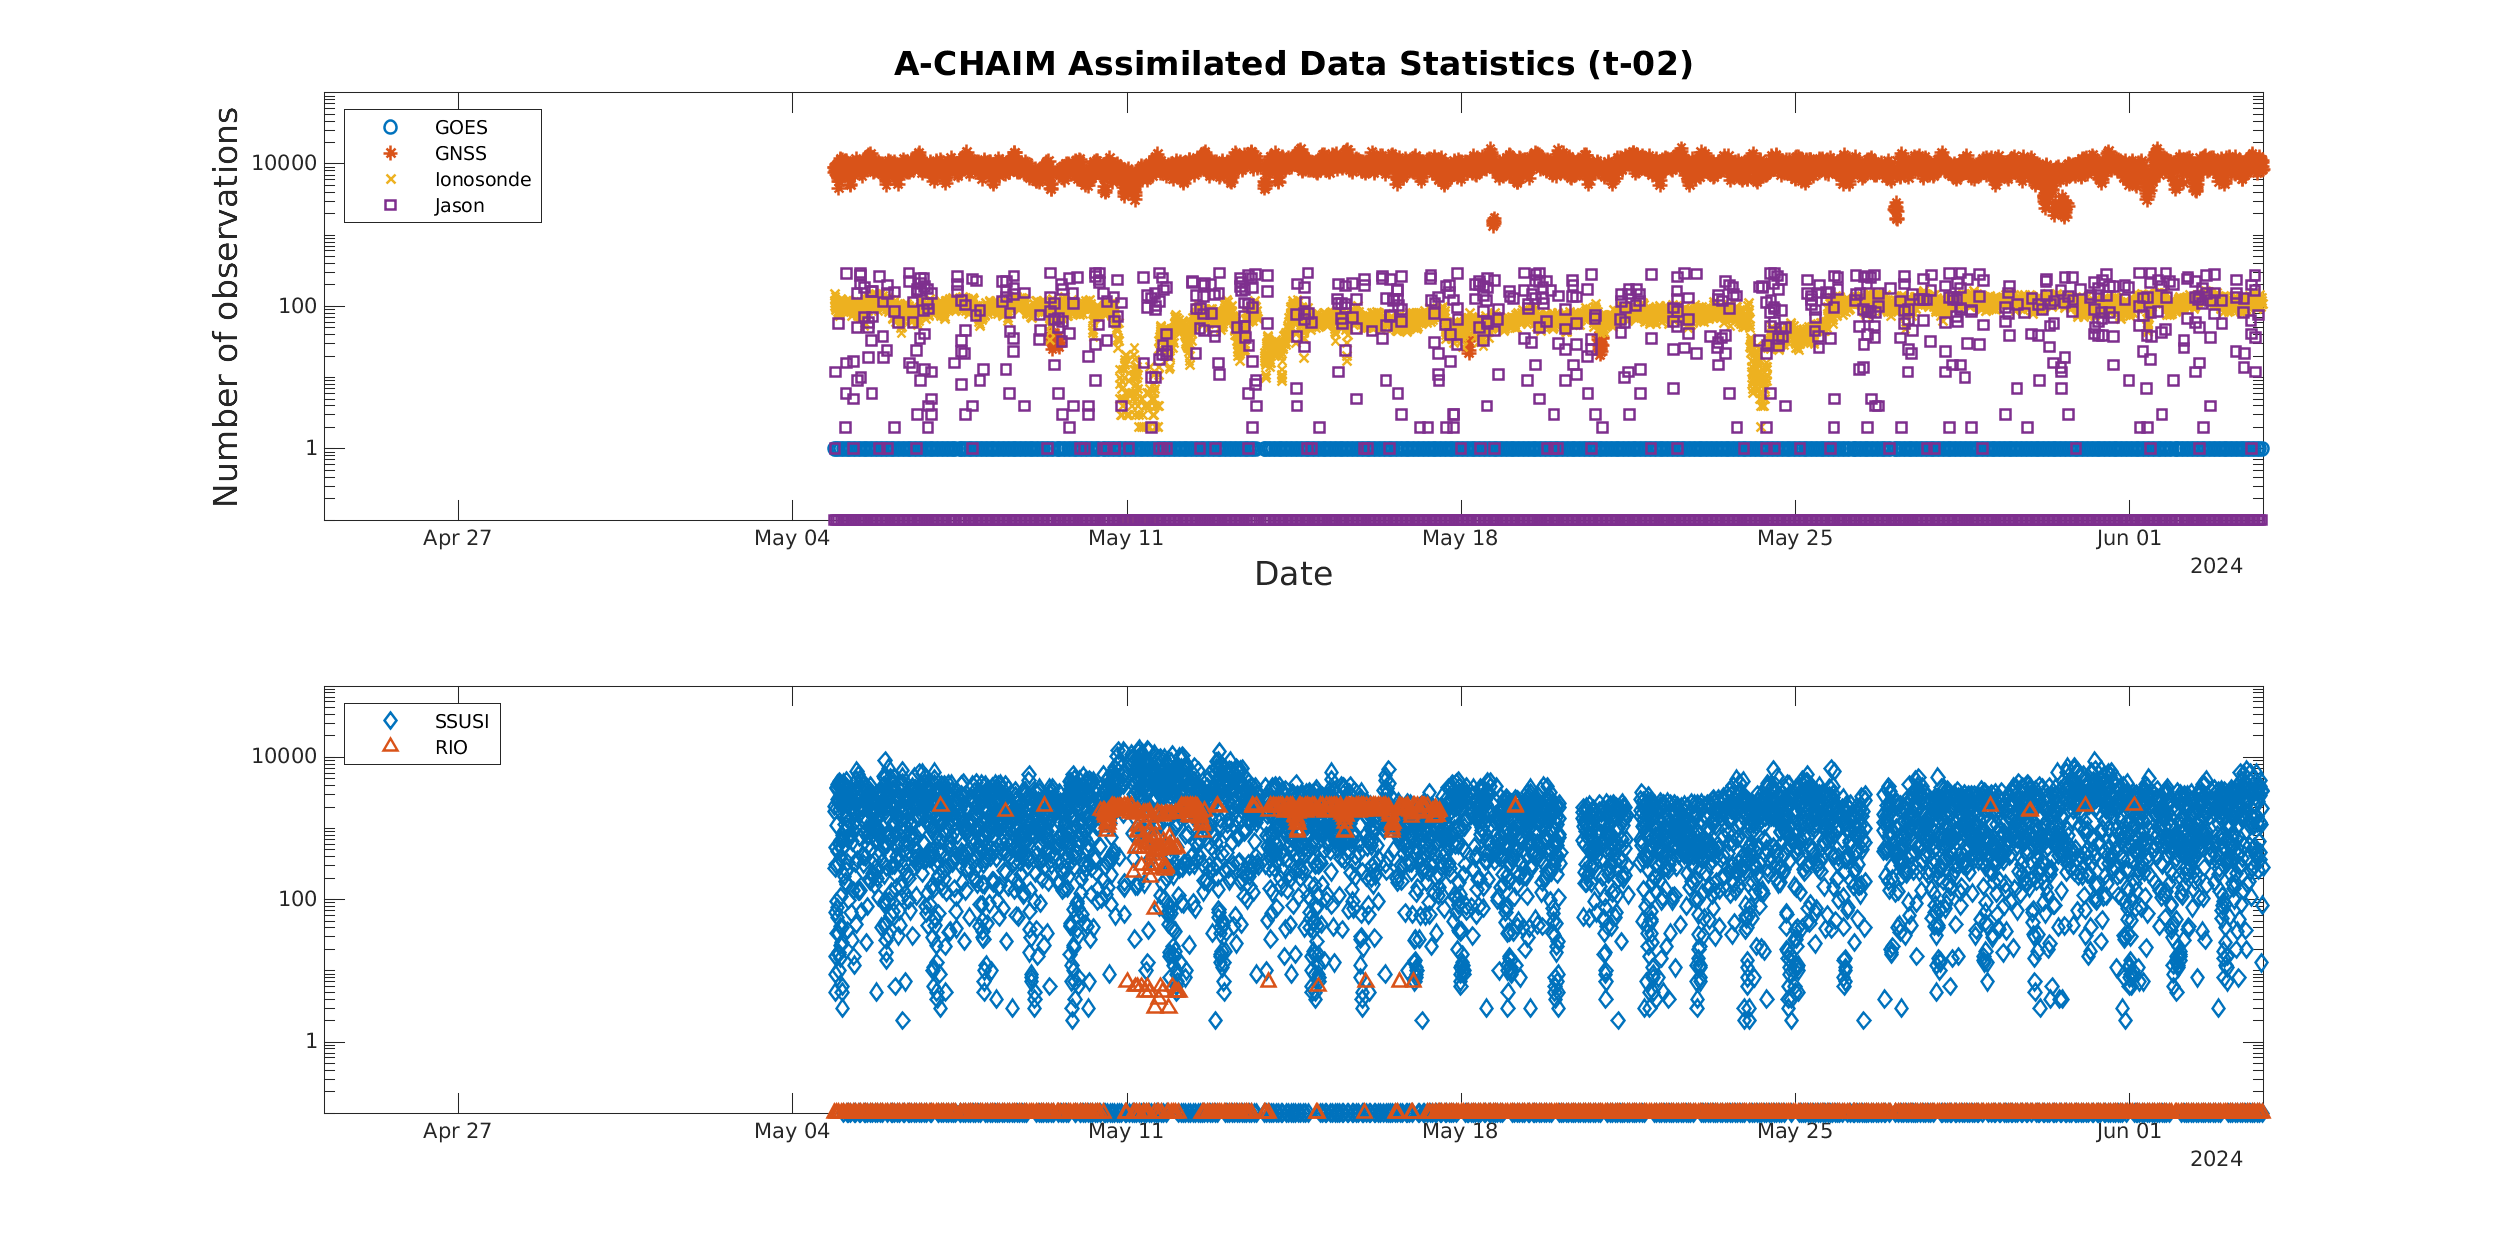 A-CHAIM Assimilated Data Statistics (t-02)
Number of observations
10000
100
1
GOES
GNSS
Ionosonde
Jason
Apr 27
May 04
May 11
May 18
May 25
Jun 01
2024
Date
10000
100
1
SSUSI
RIO
Apr 27
May 04
May 11
May 18
May 25
Jun 01
2024